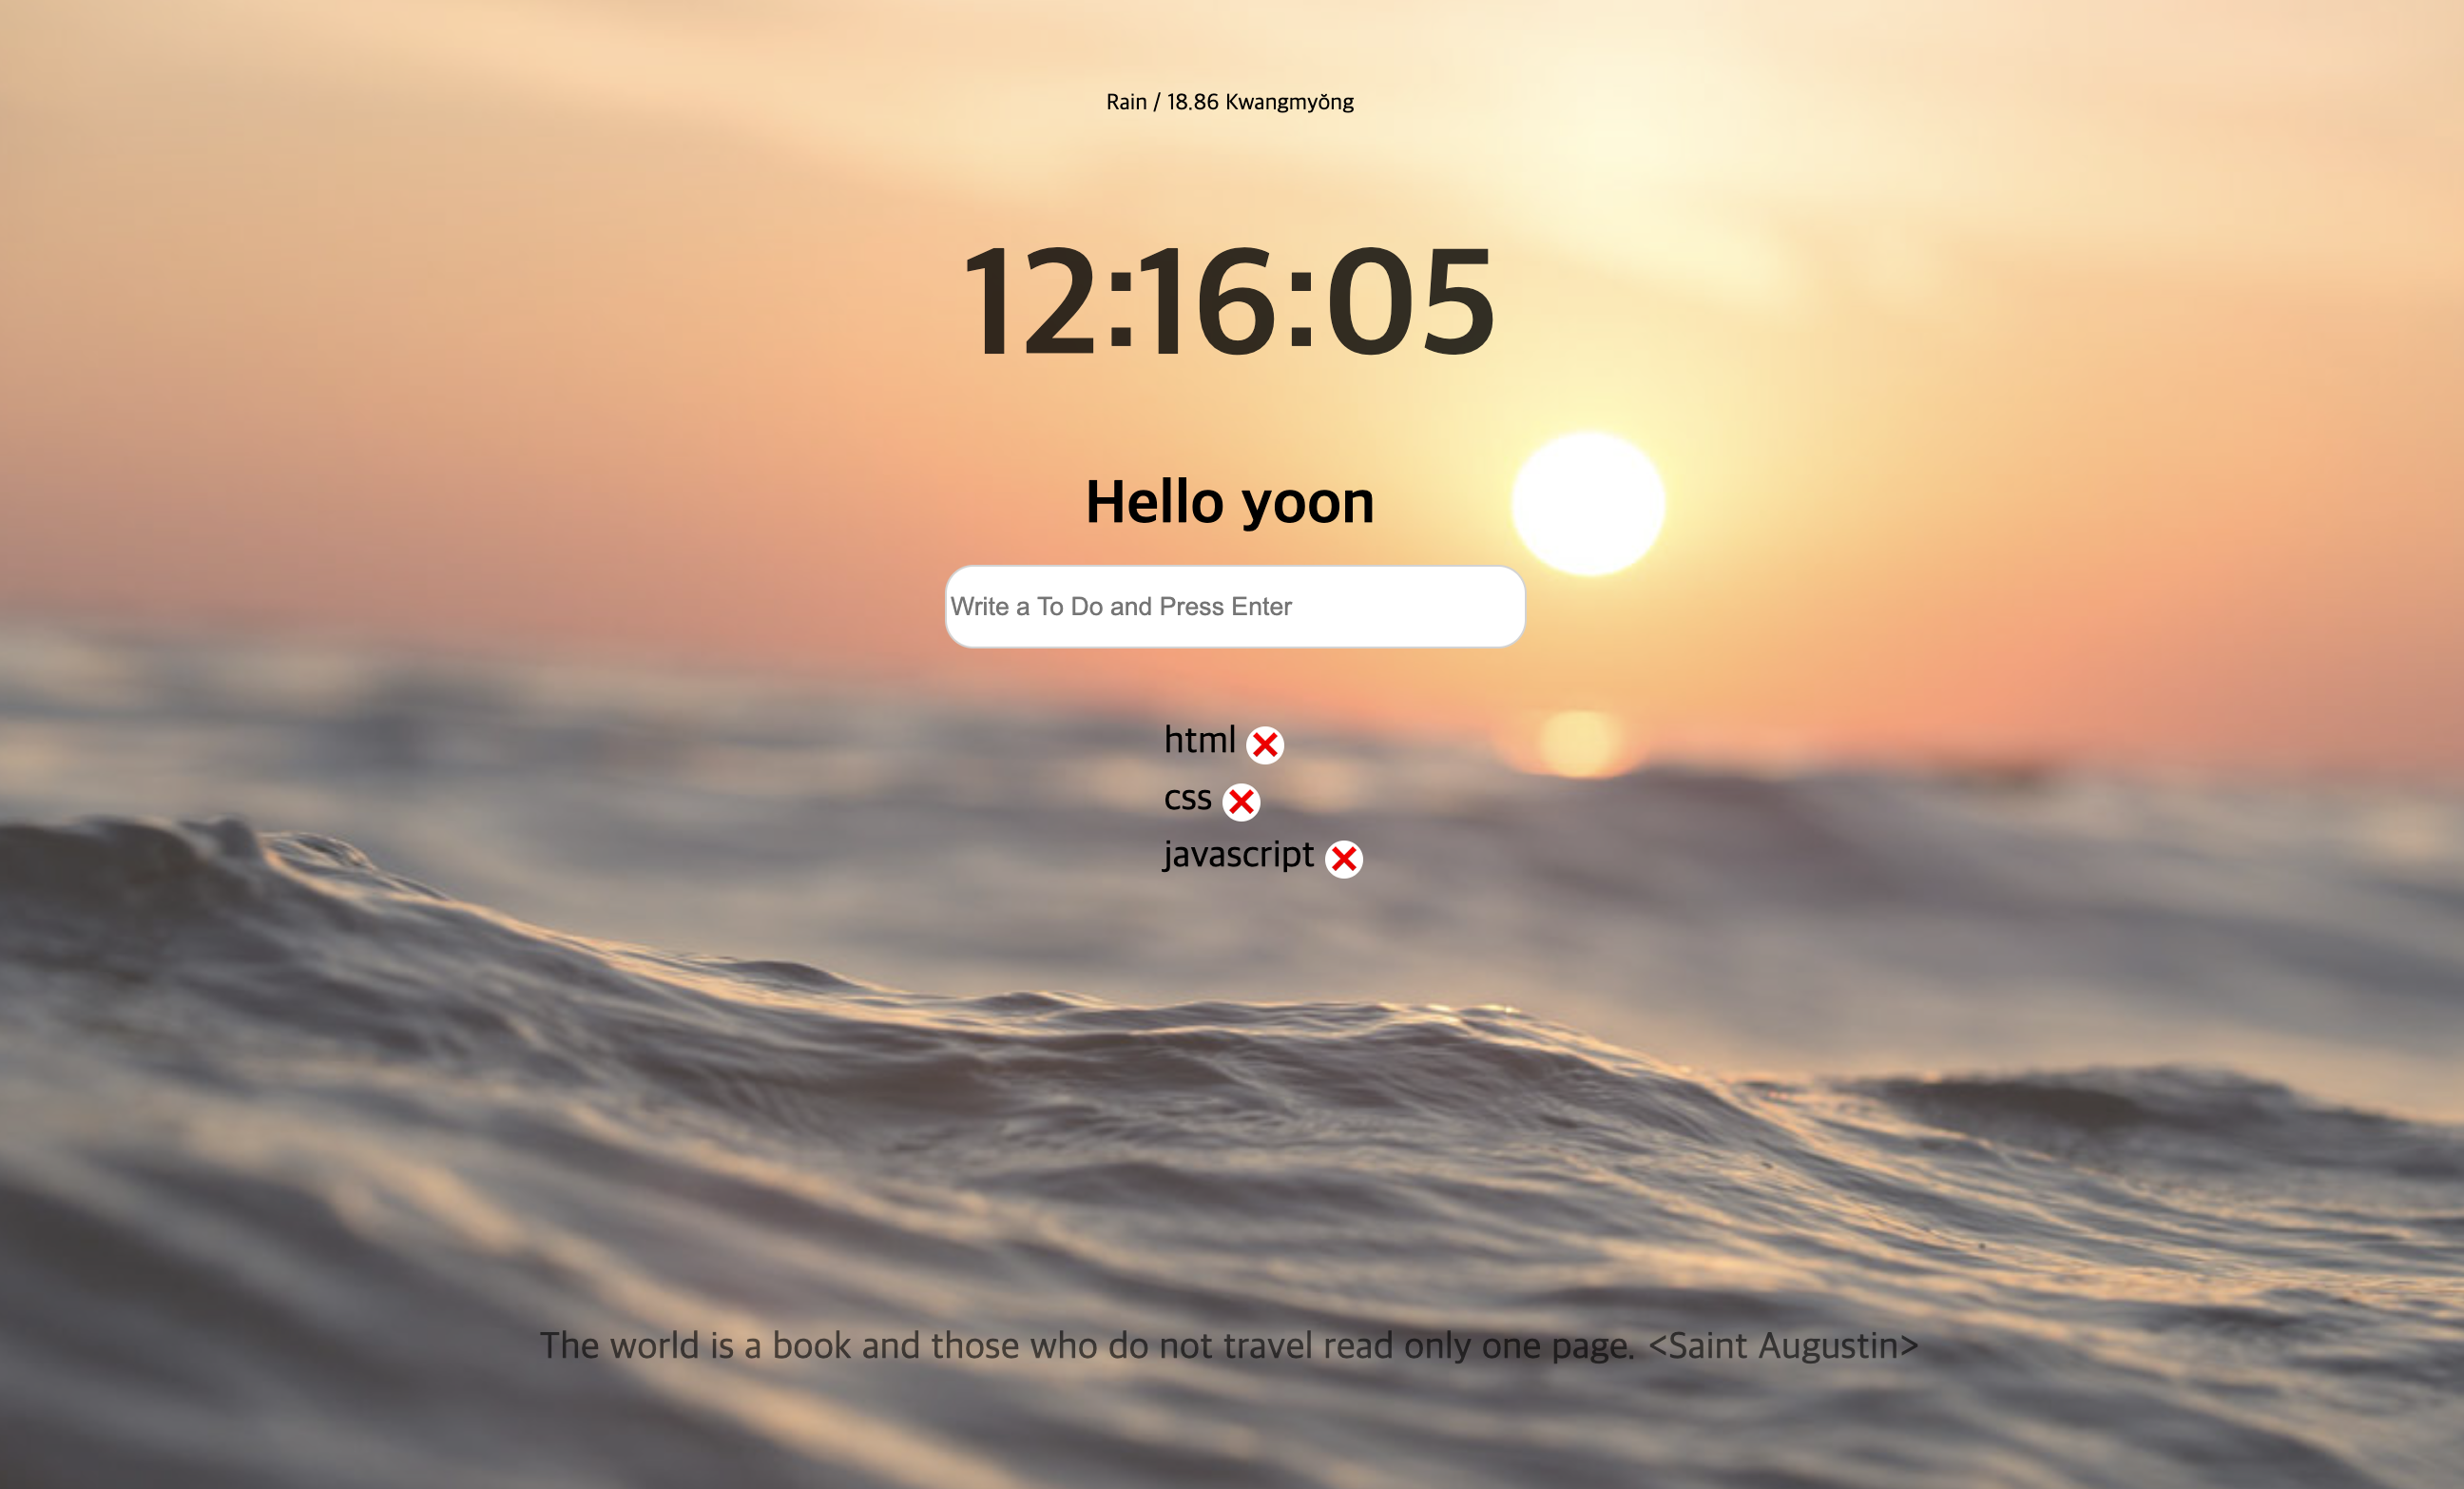 Rain / 18.86 Kwangmyŏng
12:16:05
Hello yoon
Write a To Do and Press Enter
html
css
javascript
The world is a book and those who do not travel read only one page. <Saint Augustin>